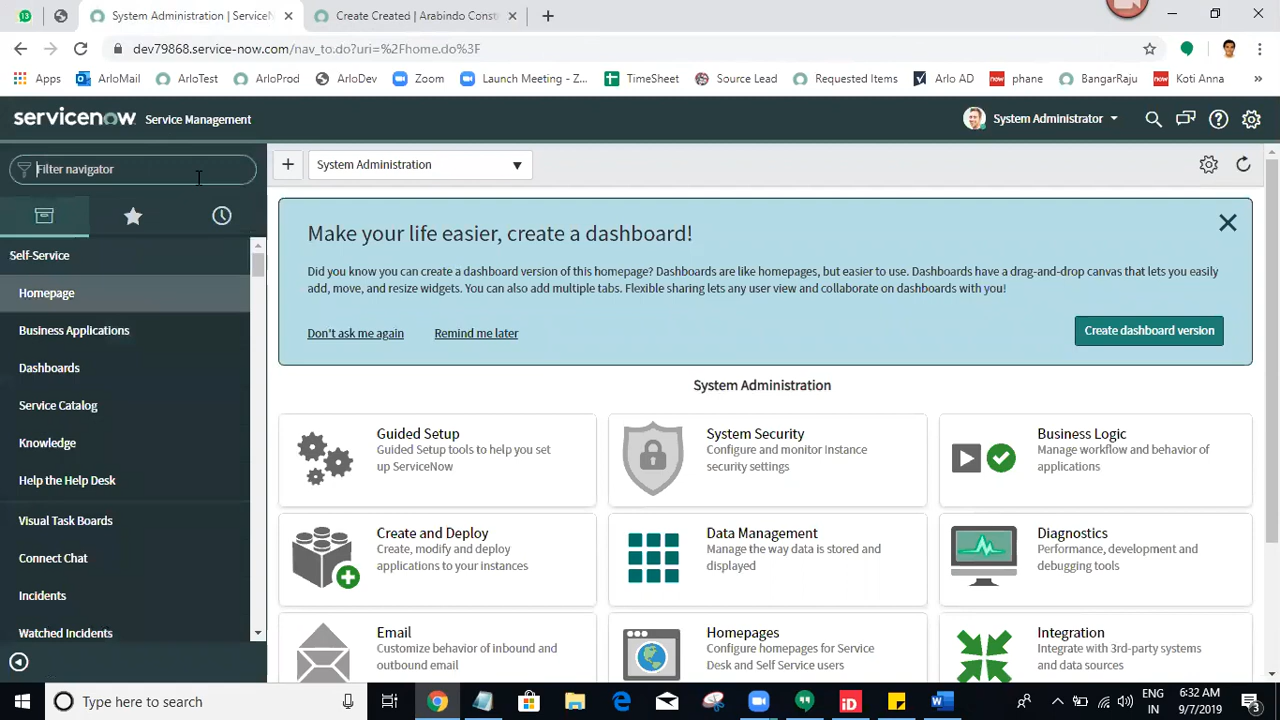 13
System Administration | ServiceN
Create Created | Arabindo Const
dev79868.service-now.com/nav_to.do?uri=%2Fhome.do%3F
Apps ArloMail ArloTest ArloProd ArloDev Zoom Launch Meeting - Z... TimeSheet Source Lead Requested Items Arlo AD now phane BangarRaju now Koti Anna
servicenow Service Management
System Administrator
Filter navigator
System Administration
Self-Service
Homepage
Business Applications
Dashboards
Service Catalog
Knowledge
Help the Help Desk
Visual Task Boards
Connect Chat
Incidents
Watched Incidents
Make your life easier, create a dashboard!
Did you know you can create a dashboard version of this homepage? Dashboards are like homepages, but easier to use. Dashboards have a drag-and-drop canvas that lets you easily
add, move, and resize widgets. You can also add multiple tabs. Flexible sharing lets any user view and collaborate on dashboards with you!
Don't ask me again Remind me later
Create dashboard version
System Administration
Guided Setup
Guided Setup tools to help you set
up ServiceNow
System Security
Configure and monitor instance
security settings
Business Logic
Manage workflow and behavior of
applications
Create and Deploy
Create, modify and deploy
applications to your instances
Data Management
Manage the way data is stored and
displayed
Diagnostics
Performance, development and
debugging tools
Email
Customize behavior of inbound and
outbound email
Homepages
Configure homepages for Service
Desk and Self Service users
Integration
Integrate with 3rd-party systems
and data sources
Type here to search
ENG
IN
6:32 AM
9/7/2019
3